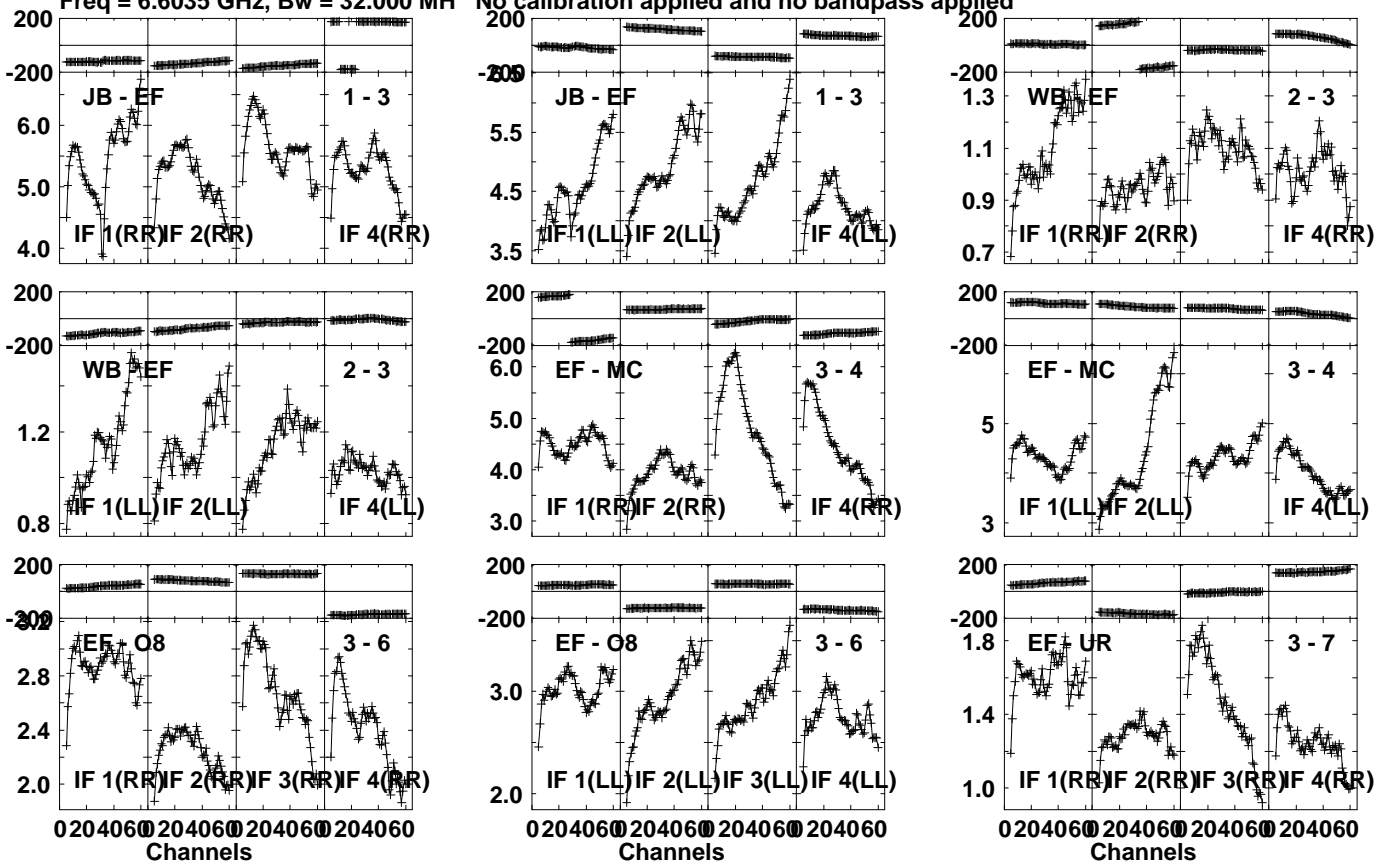 Freq = 6.6035 GHz, Bw = 32.000 MH No calibration applied and no bandpass applied
200
-200
JB - EF
1 - 3
6.0
5.0
4.0
IF 1(RR)
IF 2(RR)
IF 4(RR)
200
-200
6.5
JB - EF
1 - 3
5.5
4.5
3.5
IF 1(LL)
IF 2(LL)
IF 4(LL)
200
-200
WB - EF
2 - 3
1.3
1.1
0.9
0.7
IF 1(RR)
IF 2(RR)
IF 4(RR)
200
-200
WB - EF
2 - 3
1.2
0.8
IF 1(LL)
IF 2(LL)
IF 4(LL)
200
-200
EF - MC
3 - 4
6.0
5.0
4.0
3.0
IF 1(RR)
IF 2(RR)
IF 4(RR)
200
-200
EF - MC
3 - 4
5
3
IF 1(LL)
IF 2(LL)
IF 4(LL)
200
-200
3.2
EF - O8
3 - 6
2.8
2.4
2.0
IF 1(RR)
IF 2(RR)
IF 3(RR)
IF 4(RR)
0 20 40 60 0 20 40 60 0 20 40 60 0 20 40 60
Channels
200
-200
EF - O8
3 - 6
3.0
2.0
IF 1(LL)
IF 2(LL)
IF 3(LL)
IF 4(LL)
0 20 40 60 0 20 40 60 0 20 40 60 0 20 40 60
Channels
200
-200
EF - UR
3 - 7
1.8
1.4
1.0
IF 1(RR)
IF 2(RR)
IF 3(RR)
IF 4(RR)
0 20 40 60 0 20 40 60 0 20 40 60 0 20 40 60
Channels